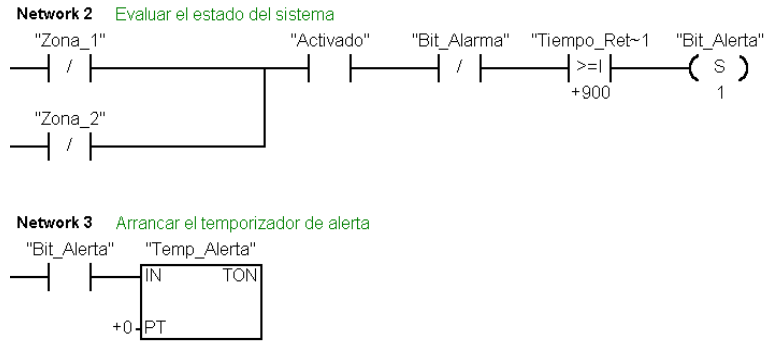 Network 2 Evaluar el estado del sistema
"Zona_1" "Activado" "Bit_Alarma" "Tiempo_Ret~1 "Bit_Alerta"
/ / >=I S
+900 1
"Zona_2"
/
Network 3 Arrancar el temporizador de alerta
"Bit_Alerta" "Temp_Alerta"
IN TON
+0 PT